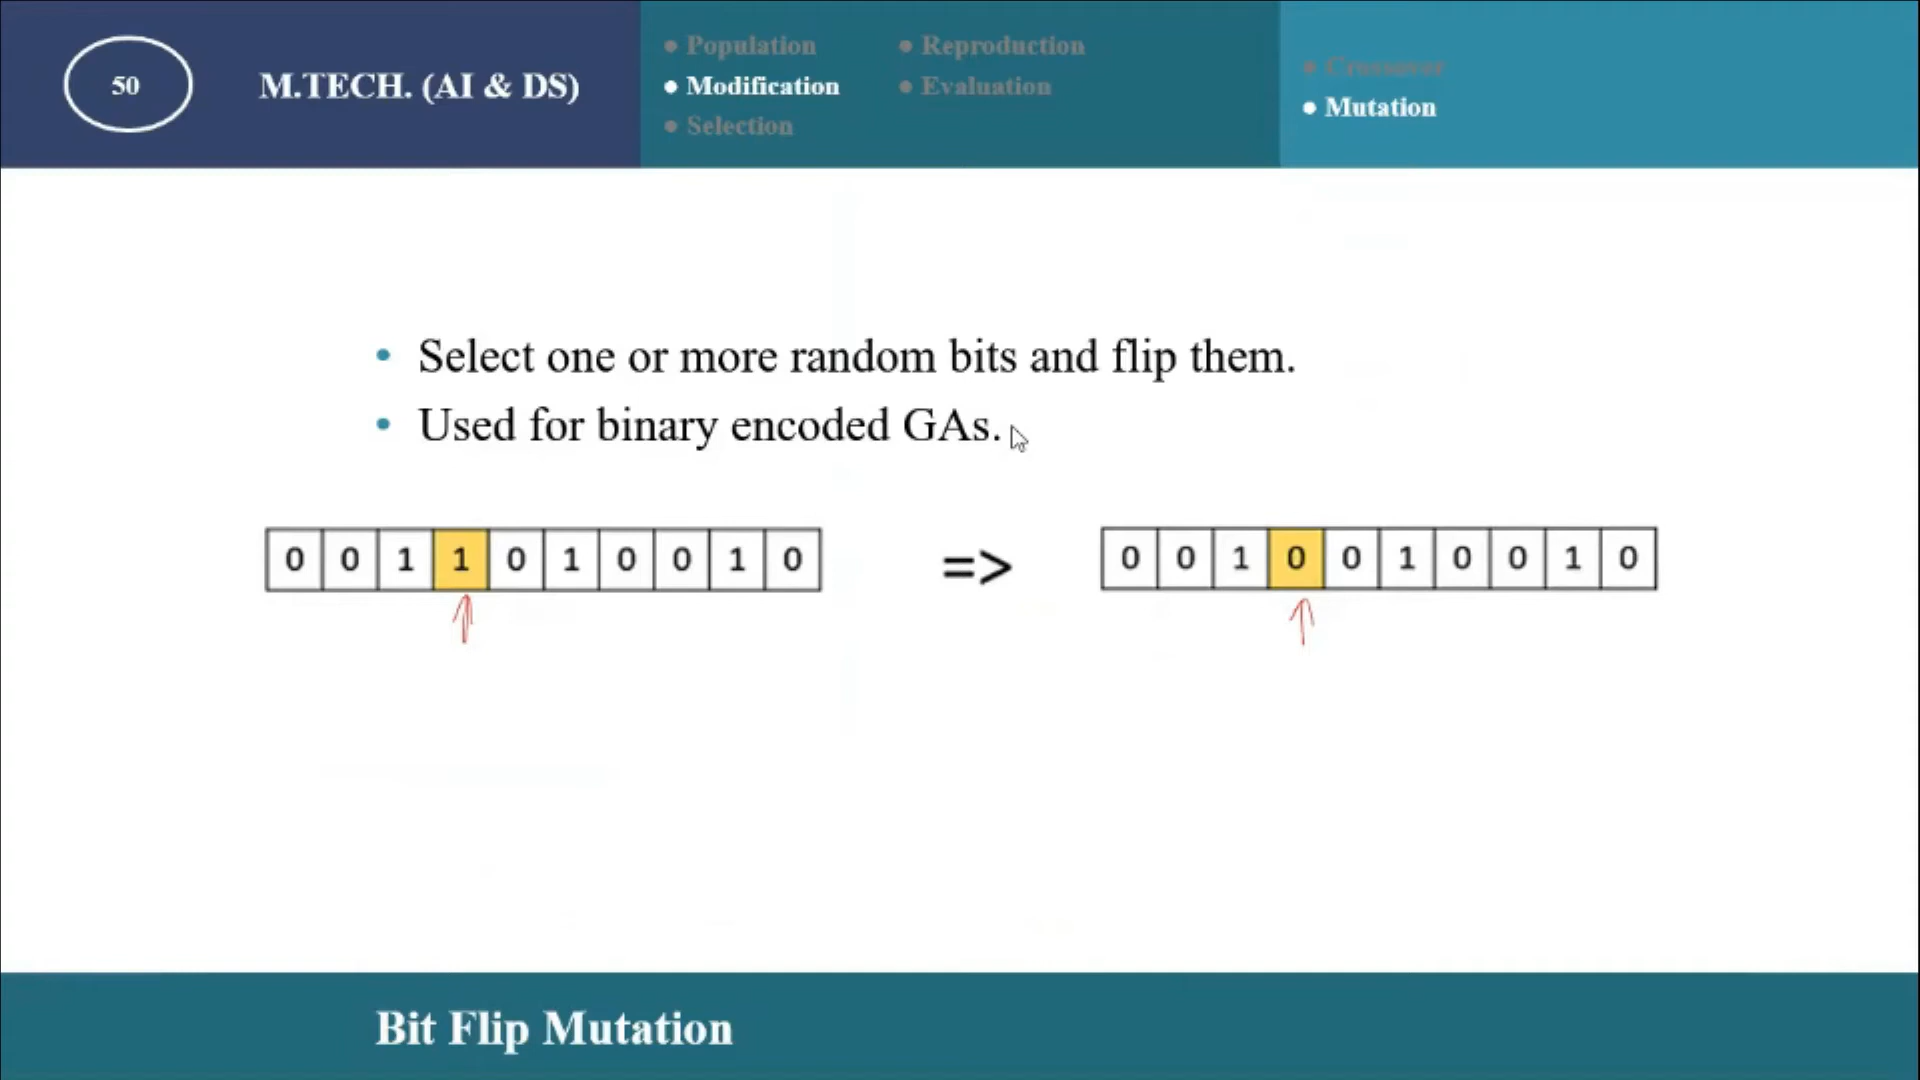 50
M.TECH. (AI & DS)
• Population
• Modification
• Selection
• Reproduction
• Evaluation
• Crossover
• Mutation
• Select one or more random bits and flip them.
• Used for binary encoded GAs.
0 0 1 1 0 1 0 0 1 0 => 0 0 1 0 0 1 0 0 1 0
Bit Flip Mutation